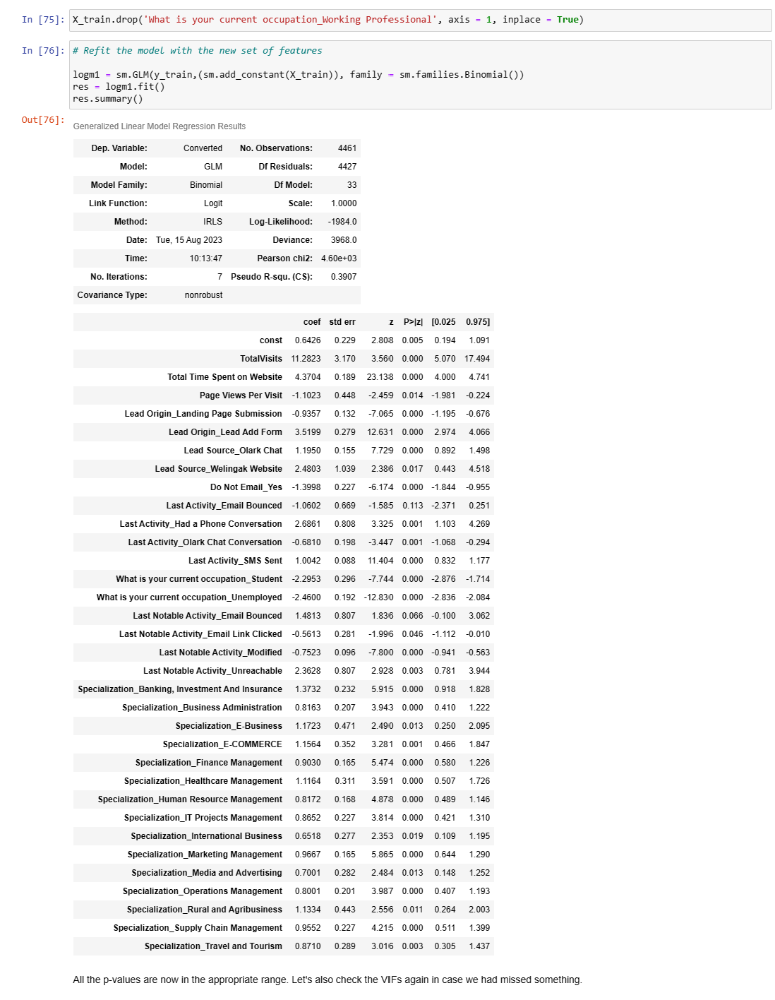 In [75]: X_train.drop('What is your current occupation_Working Professional', axis = 1, inplace = True)
In [76]: # Refit the model with the new set of features
logm1 = sm.GLM(y_train,(sm.add_constant(X_train)), family = sm.families.Binomial())
res = logm1.fit()
res.summary()
Out[76]:
Generalized Linear Model Regression Results
Dep. Variable: Converted No. Observations: 4461
Model: GLM Df Residuals: 4427
Model Family: Binomial Df Model: 33
Link Function: Logit Scale: 1.0000
Method: IRLS Log-Likelihood: -1984.0
Date: Tue, 15 Aug 2023 Deviance: 3968.0
Time: 10:13:47 Pearson chi2: 4.60e+03
No. Iterations: 7 Pseudo R-squ. (CS): 0.3907
Covariance Type: nonrobust
coef std err z P>|z| [0.025 0.975]
const 0.6426 0.229 2.808 0.005 0.194 1.091
TotalVisits 11.2823 3.170 3.560 0.000 5.070 17.494
Total Time Spent on Website 4.3704 0.189 23.138 0.000 4.000 4.741
Page Views Per Visit -1.1023 0.448 -2.459 0.014 -1.981 -0.224
Lead Origin_Landing Page Submission -0.9357 0.132 -7.065 0.000 -1.195 -0.676
Lead Origin_Lead Add Form 3.5199 0.279 12.631 0.000 2.974 4.066
Lead Source_Olark Chat 1.1950 0.155 7.729 0.000 0.892 1.498
Lead Source_Welingak Website 2.4803 1.039 2.386 0.017 0.443 4.518
Do Not Email_Yes -1.3998 0.227 -6.174 0.000 -1.844 -0.955
Last Activity_Email Bounced -1.0602 0.669 -1.585 0.113 -2.371 0.251
Last Activity_Had a Phone Conversation 2.6861 0.808 3.325 0.001 1.103 4.269
Last Activity_Olark Chat Conversation -0.6810 0.198 -3.447 0.001 -1.068 -0.294
Last Activity_SMS Sent 1.0042 0.088 11.404 0.000 0.832 1.177
What is your current occupation_Student -2.2953 0.296 -7.744 0.000 -2.876 -1.714
What is your current occupation_Unemployed -2.4600 0.192 -12.830 0.000 -2.836 -2.084
Last Notable Activity_Email Bounced 1.4813 0.807 1.836 0.066 -0.100 3.062
Last Notable Activity_Email Link Clicked -0.5613 0.281 -1.996 0.046 -1.112 -0.010
Last Notable Activity_Modified -0.7523 0.096 -7.800 0.000 -0.941 -0.563
Last Notable Activity_Unreachable 2.3628 0.807 2.928 0.003 0.781 3.944
Specialization_Banking, Investment And Insurance 1.3732 0.232 5.915 0.000 0.918 1.828
Specialization_Business Administration 0.8163 0.207 3.943 0.000 0.410 1.222
Specialization_E-Business 1.1723 0.471 2.490 0.013 0.250 2.095
Specialization_E-COMMERCE 1.1564 0.352 3.281 0.001 0.466 1.847
Specialization_Finance Management 0.9030 0.165 5.474 0.000 0.580 1.226
Specialization_Healthcare Management 1.1164 0.311 3.591 0.000 0.507 1.726
Specialization_Human Resource Management 0.8172 0.168 4.878 0.000 0.489 1.146
Specialization_IT Projects Management 0.8652 0.227 3.814 0.000 0.421 1.310
Specialization_International Business 0.6518 0.277 2.353 0.019 0.109 1.195
Specialization_Marketing Management 0.9667 0.165 5.865 0.000 0.644 1.290
Specialization_Media and Advertising 0.7001 0.282 2.484 0.013 0.148 1.252
Specialization_Operations Management 0.8001 0.201 3.987 0.000 0.407 1.193
Specialization_Rural and Agribusiness 1.1334 0.443 2.556 0.011 0.264 2.003
Specialization_Supply Chain Management 0.9552 0.227 4.215 0.000 0.511 1.399
Specialization_Travel and Tourism 0.8710 0.289 3.016 0.003 0.305 1.437
All the p-values are now in the appropriate range. Let's also check the VIFs again in case we had missed something.